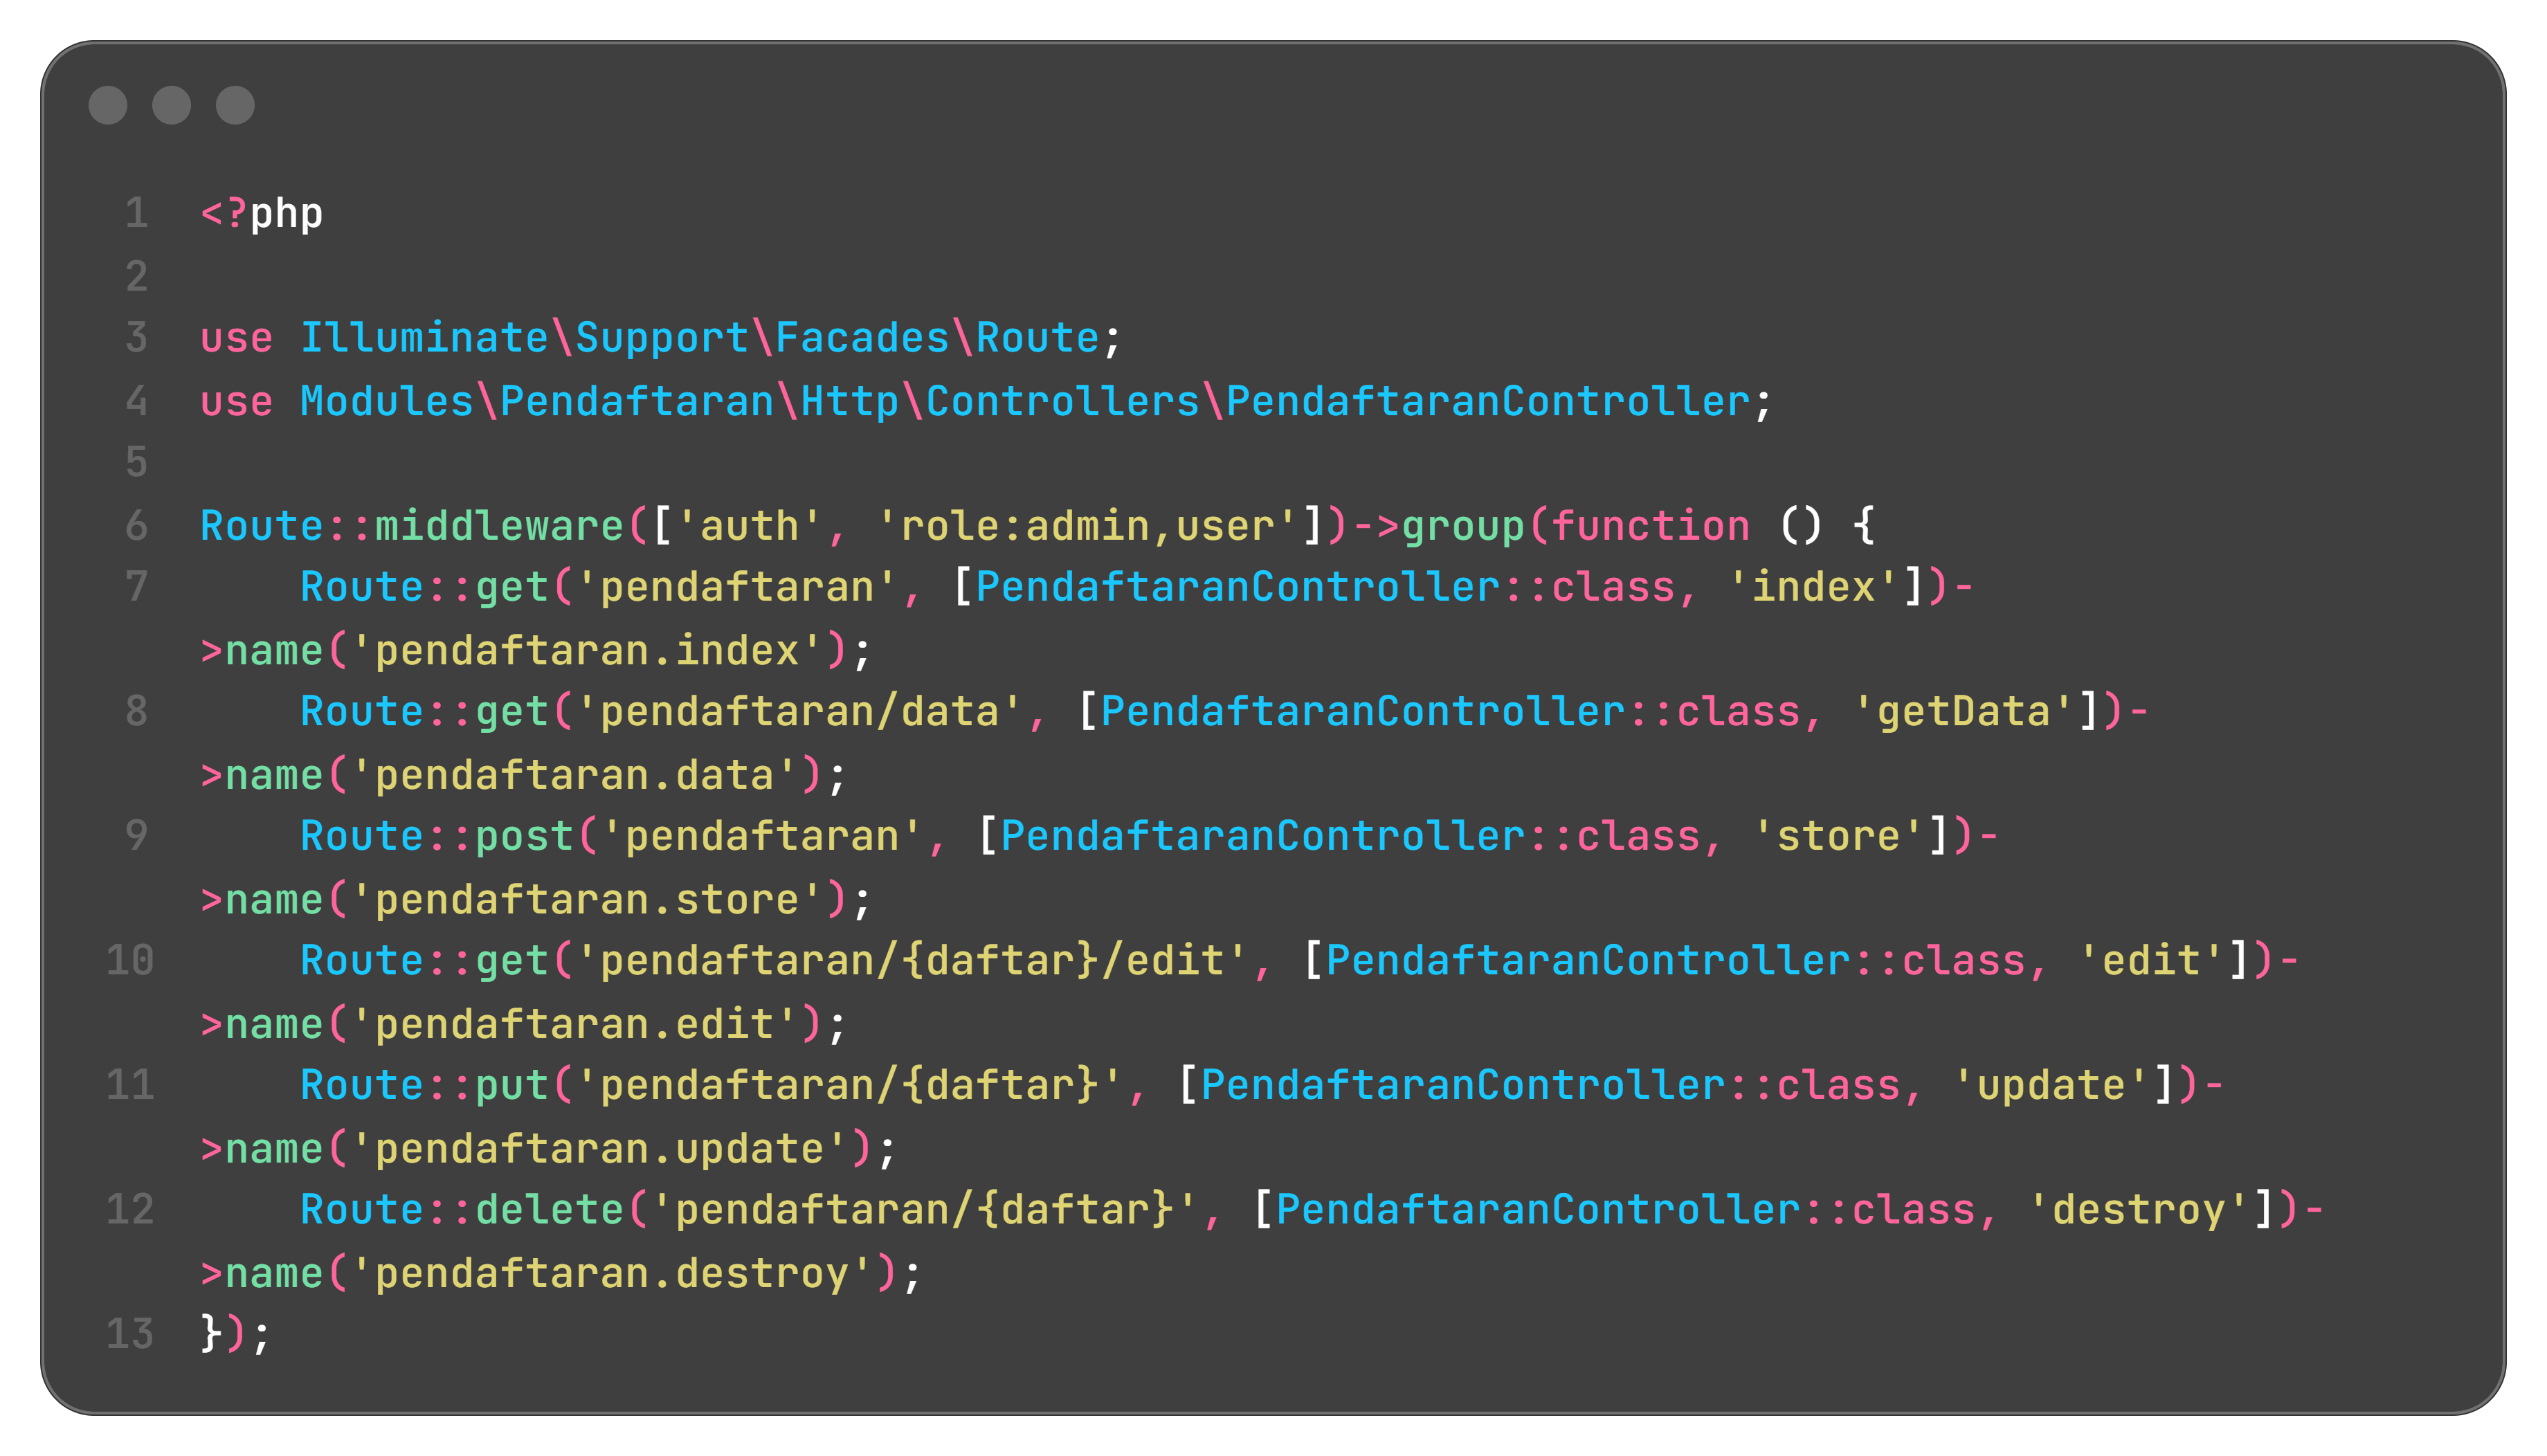 1 <?php
2
3 use Illuminate\Support\Facades\Route;
4 use Modules\Pendaftaran\Http\Controllers\PendaftaranController;
5
6 Route::middleware(['auth', 'role:admin,user'])->group(function () {
7     Route::get('pendaftaran', [PendaftaranController::class, 'index'])-
>name('pendaftaran.index');
8     Route::get('pendaftaran/data', [PendaftaranController::class, 'getData'])-
>name('pendaftaran.data');
9     Route::post('pendaftaran', [PendaftaranController::class, 'store'])-
>name('pendaftaran.store');
10     Route::get('pendaftaran/{daftar}/edit', [PendaftaranController::class, 'edit'])-
>name('pendaftaran.edit');
11     Route::put('pendaftaran/{daftar}', [PendaftaranController::class, 'update'])-
>name('pendaftaran.update');
12     Route::delete('pendaftaran/{daftar}', [PendaftaranController::class, 'destroy'])-
>name('pendaftaran.destroy');
13 });